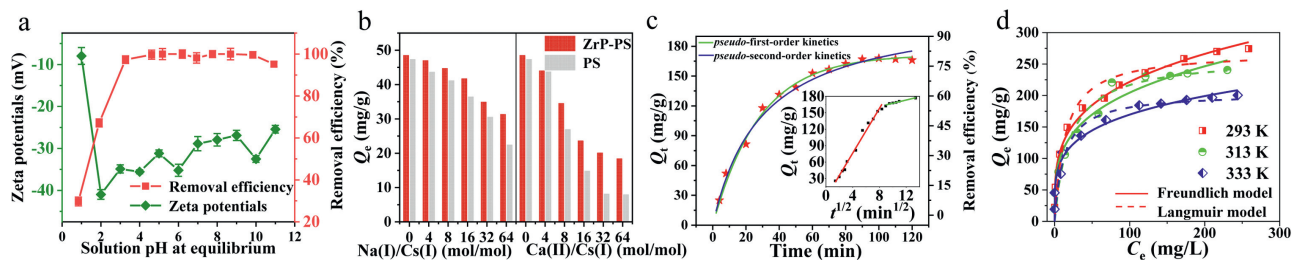 a
Zeta potentials (mV)
-10
-20
-30
-40
Removal efficiency
Zeta potentials
0 2 4 6 8 10 12
Solution pH at equilibrium
100
80
60
40
20
Removal efficiency (%)
b
Qe (mg/g)
50
40
30
20
10
0
ZrP-PS
PS
0 4 8 16 32 64 0 4 8 16 32 64
Na(I)/Cs(I) (mol/mol) Ca(II)/Cs(I) (mol/mol)
Removal efficiency (%)
c
Qt (mg/g)
180
150
120
90
60
30
0
pseudo-first-order kinetics
pseudo-second-order kinetics
Qt (mg/g)
180
150
120
90
60
30
0 4 8 12
t1/2 (min1/2)
0 20 40 60 80 100 120
Time (min)
90
75
60
45
30
15
0
Removal efficiency (%)
d
Qe (mg/g)
300
250
200
150
100
50
0
293 K
313 K
333 K
Freundlich model
Langmuir model
0 60 120 180 240 300
Ce (mg/L)